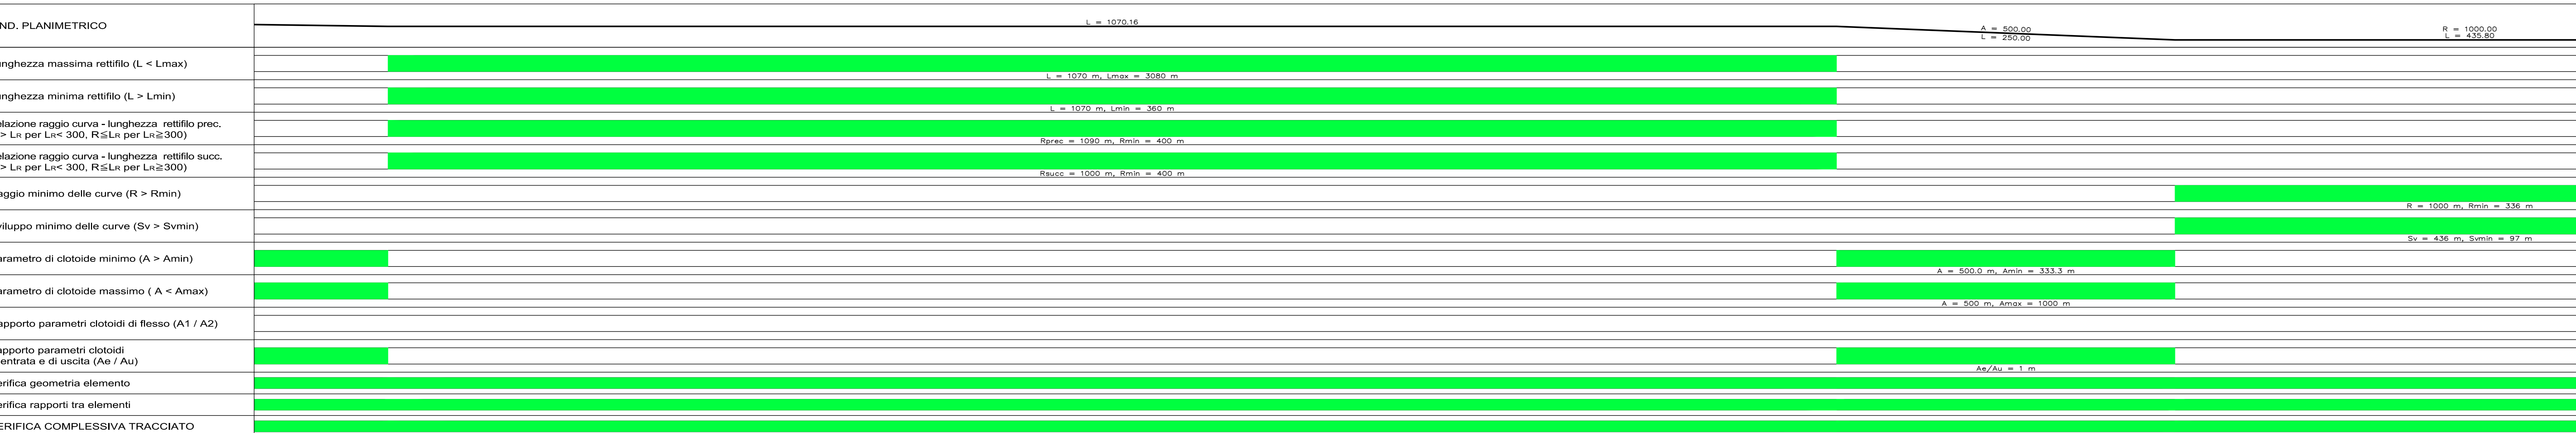 ND. PLANIMETRICO
L = 1070.16
A = 500.00
L = 250.00
R = 1000.00
L = 435.80
unghezza massima rettifilo (L < Lmax)
L = 1070 m, Lmax = 3080 m
unghezza minima rettifilo (L > Lmin)
L = 1070 m, Lmin = 360 m
elazione raggio curva - lunghezza rettifilo prec.
> LR per LR< 300, R≦LR per LR≧300)
Rprec = 1090 m, Rmin = 400 m
elazione raggio curva - lunghezza rettifilo succ.
> LR per LR< 300, R≦LR per LR≧300)
Rsucc = 1000 m, Rmin = 400 m
aggio minimo delle curve (R > Rmin)
R = 1000 m, Rmin = 336 m
viluppo minimo delle curve (Sv > Svmin)
Sv = 436 m, Svmin = 97 m
arametro di clotoide minimo (A > Amin)
A = 500.0 m, Amin = 333.3 m
arametro di clotoide massimo ( A < Amax)
A = 500 m, Amax = 1000 m
apporto parametri clotoidi di flesso (A1 / A2)
apporto parametri clotoidi
entrata e di uscita (Ae / Au)
Ae/Au = 1 m
erifica geometria elemento
erifica rapporti tra elementi
ERIFICA COMPLESSIVA TRACCIATO